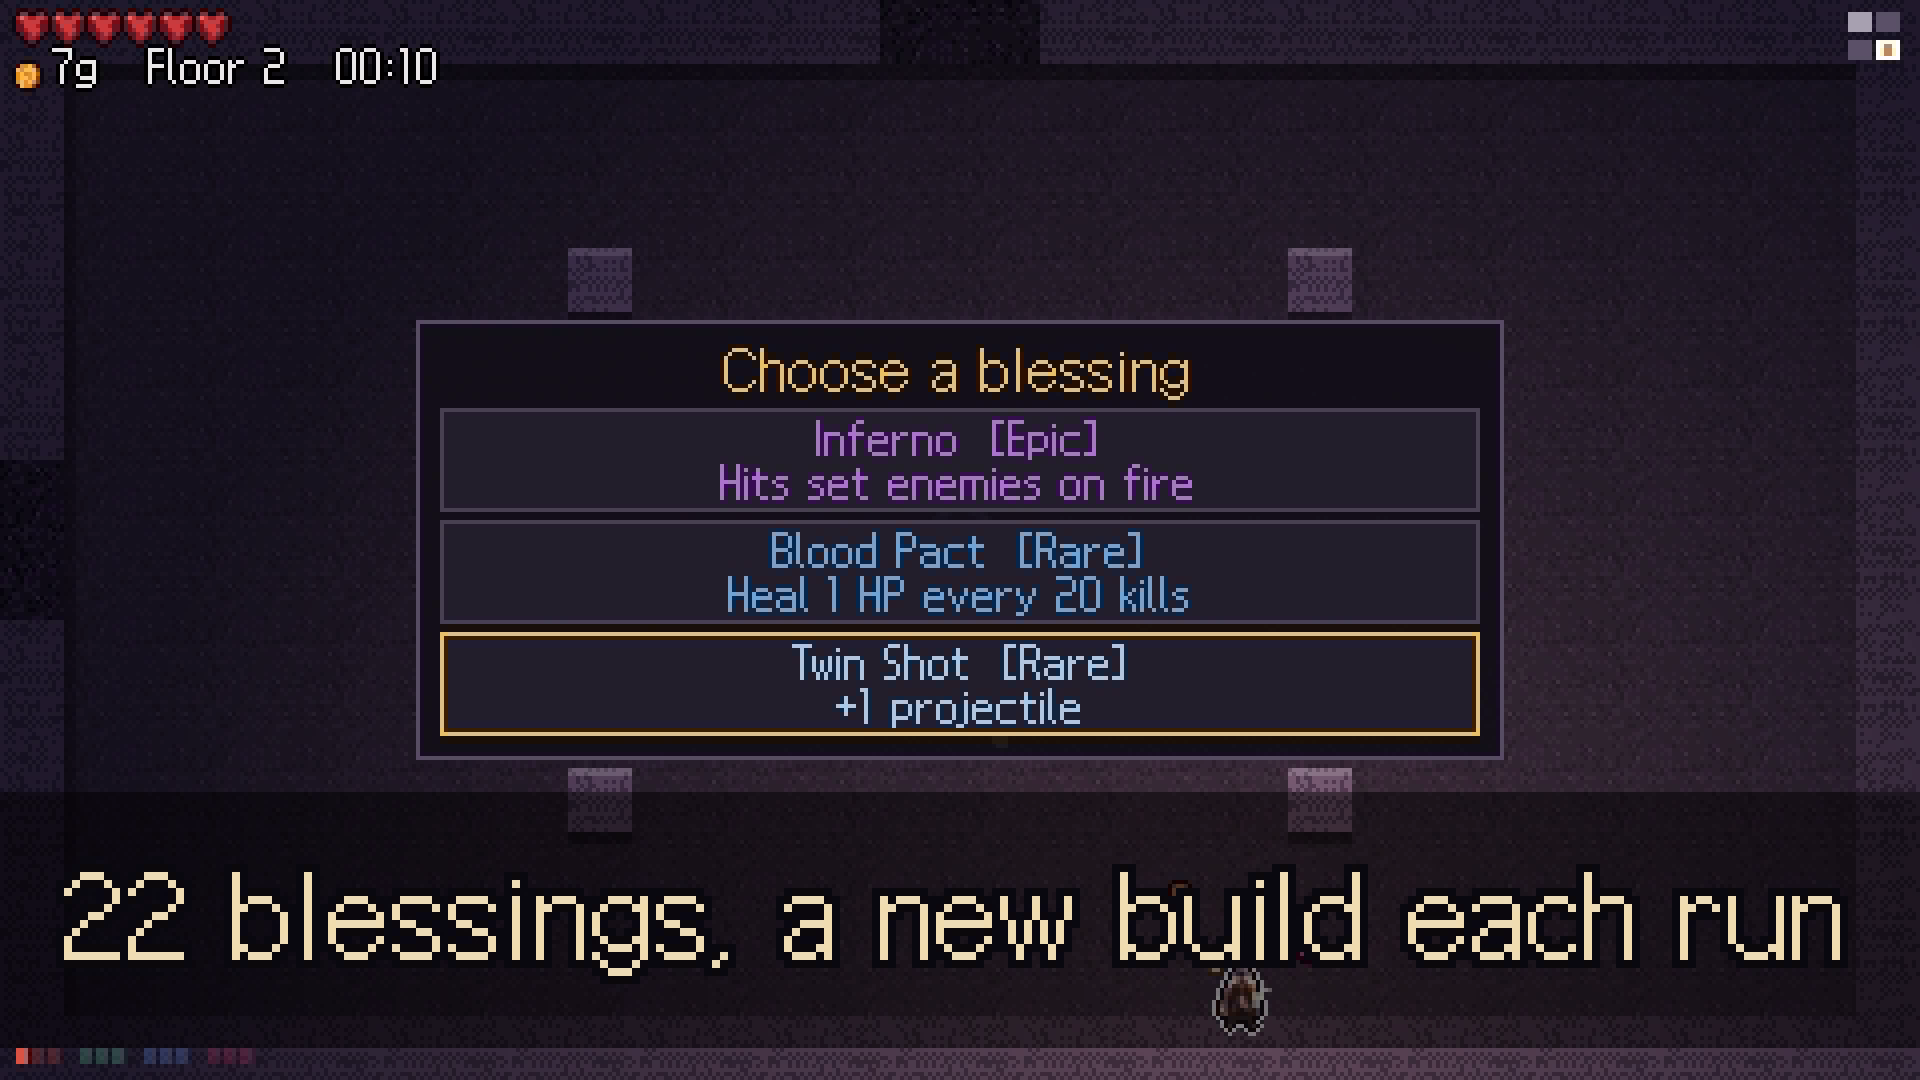 7g Floor 2 00:10
Choose a blessing
Inferno [Epic]
Hits set enemies on fire
Blood Pact [Rare]
Heal 1 HP every 20 kills
Twin Shot [Rare]
+1 projectile
22 blessings, a new build each run